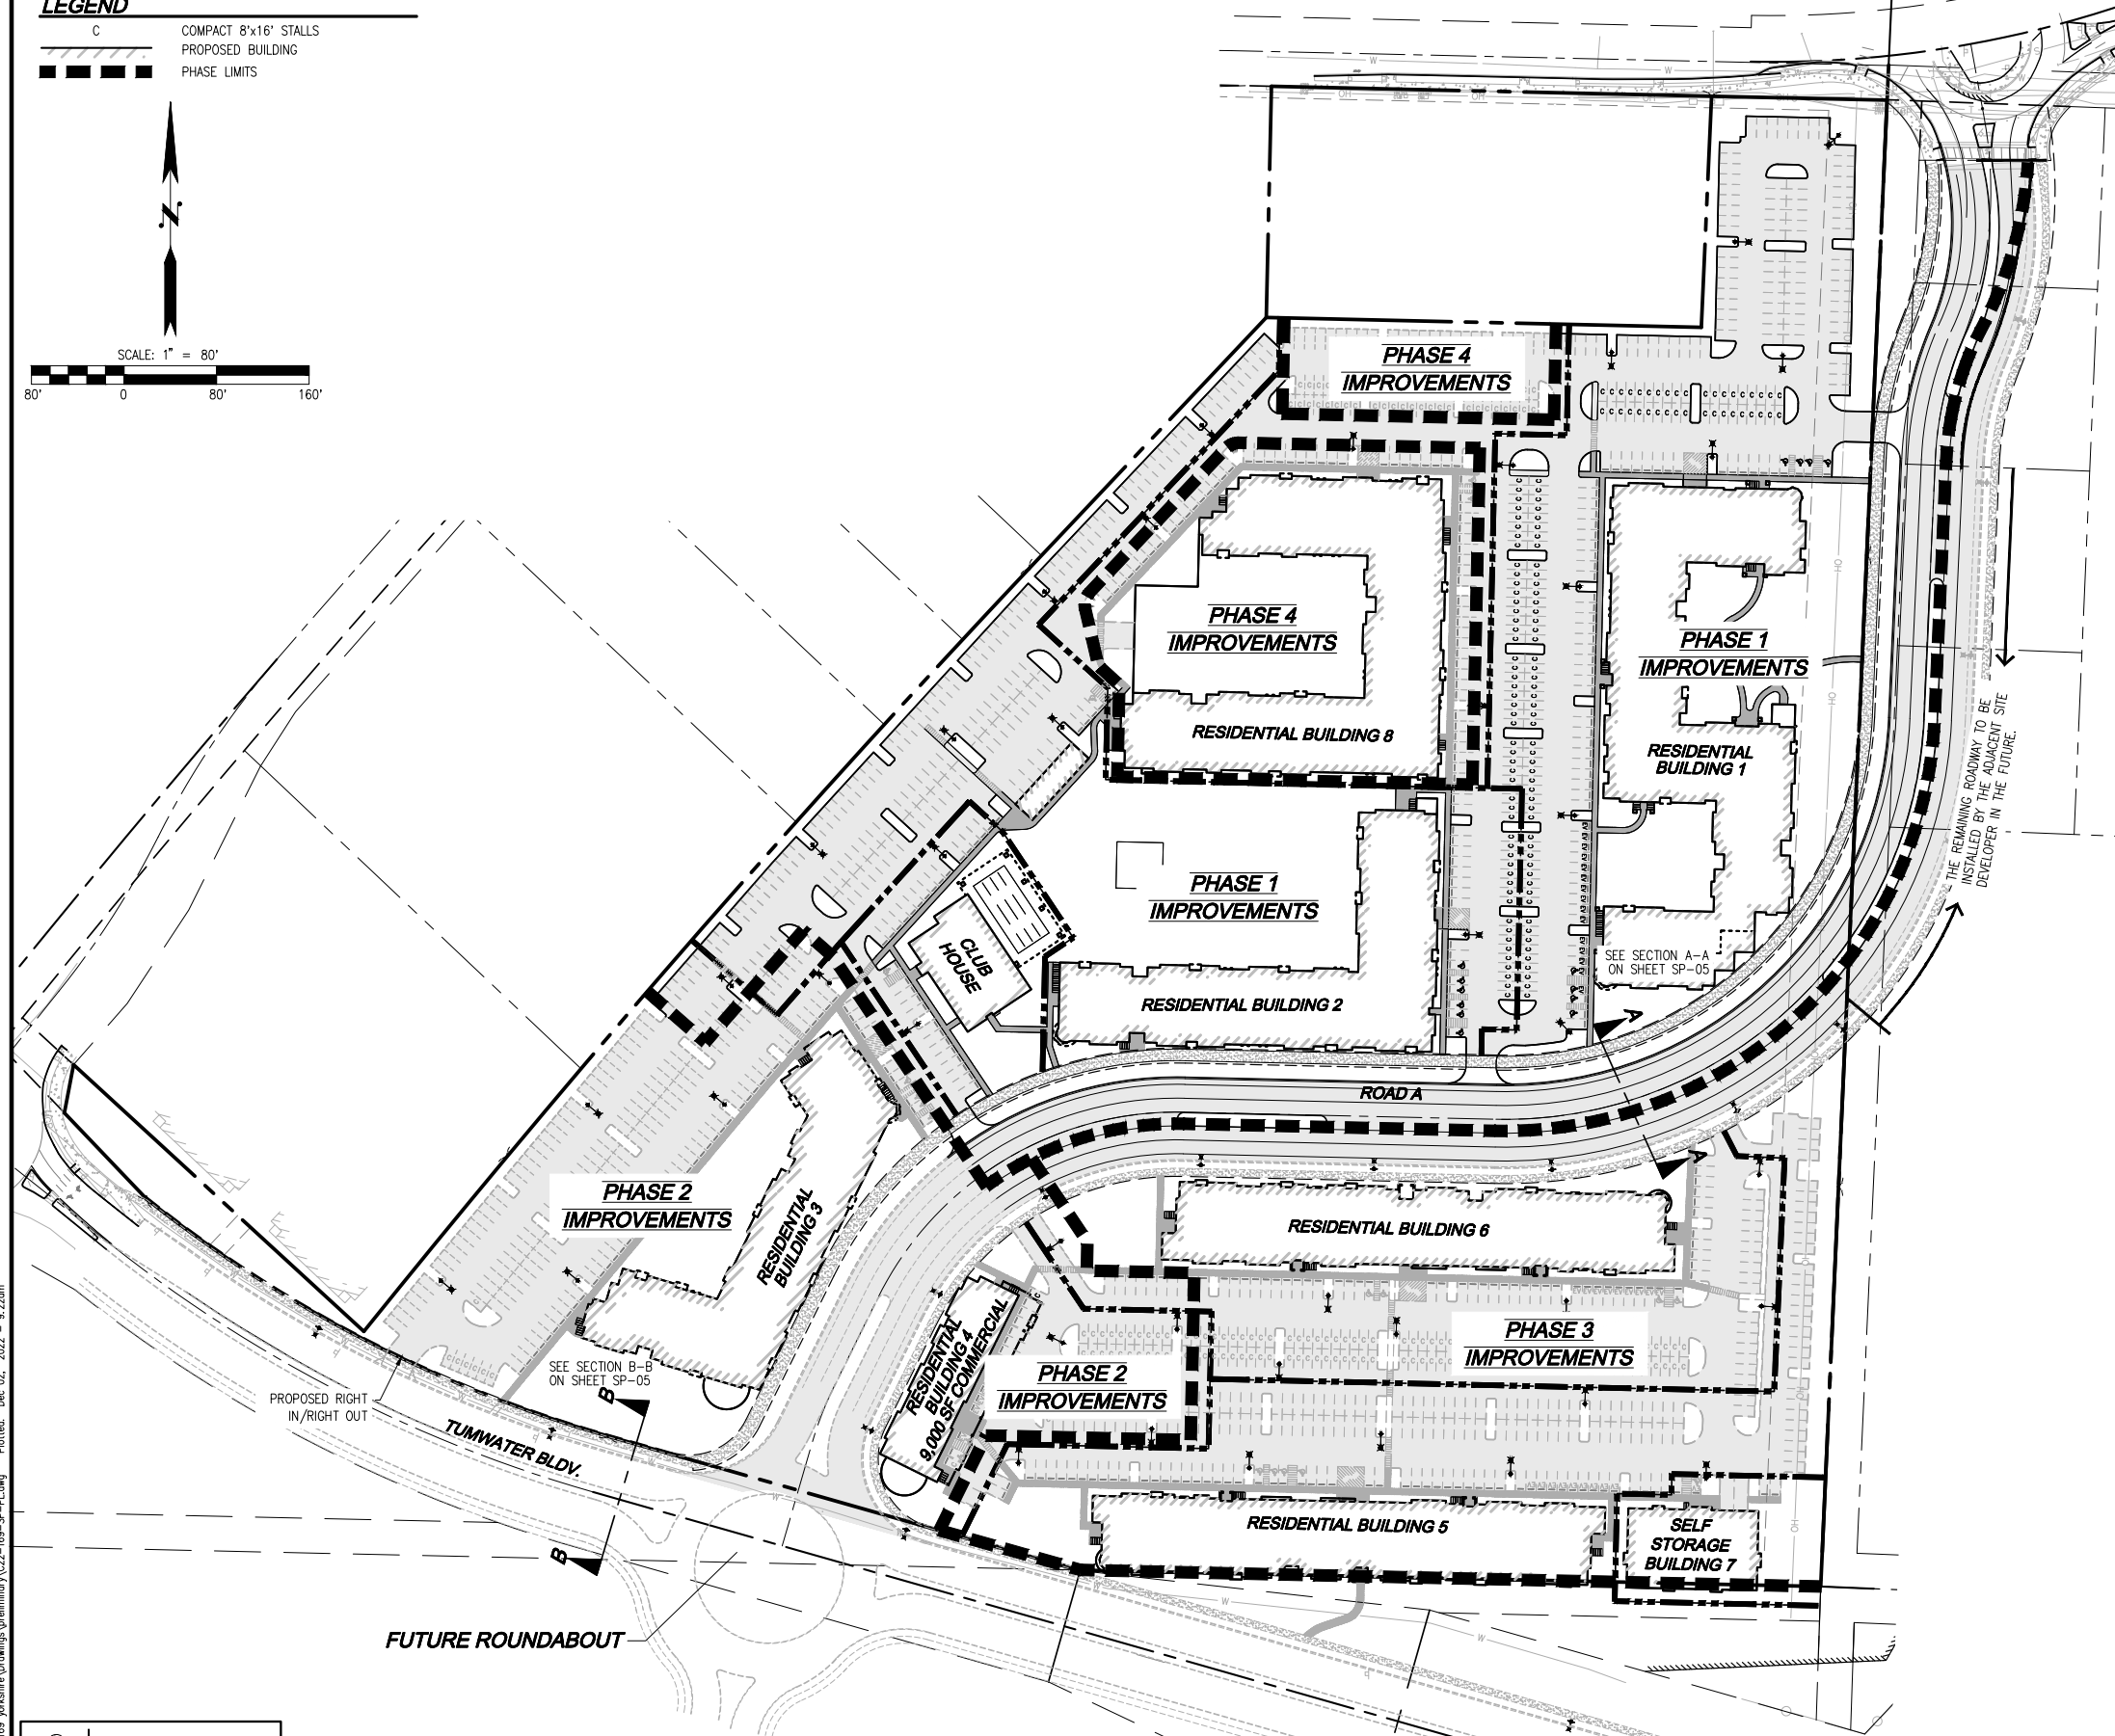 LEGEND
C COMPACT 8'x16' STALLS
PROPOSED BUILDING
PHASE LIMITS
N
SCALE: 1" = 80'
80' 0 80' 160'
PHASE 4
IMPROVEMENTS
PHASE 4
IMPROVEMENTS
RESIDENTIAL BUILDING 8
PHASE 1
IMPROVEMENTS
RESIDENTIAL
BUILDING 1
THE REMAINING ROADWAY TO BE
INSTALLED BY THE ADJACENT SITE
DEVELOPER IN THE FUTURE.
PHASE 1
IMPROVEMENTS
CLUB
HOUSE
RESIDENTIAL BUILDING 2
SEE SECTION A-A
ON SHEET SP-05
A
A
ROAD A
PHASE 2
IMPROVEMENTS
RESIDENTIAL
BUILDING 3
RESIDENTIAL BUILDING 6
RESIDENTIAL
BUILDING 4
9,000 SF COMMERCIAL
PHASE 2
IMPROVEMENTS
PHASE 3
IMPROVEMENTS
SEE SECTION B-B
ON SHEET SP-05
B
B
PROPOSED RIGHT
IN/RIGHT OUT
TUMWATER BLDV.
RESIDENTIAL BUILDING 5
SELF
STORAGE
BUILDING 7
FUTURE ROUNDABOUT